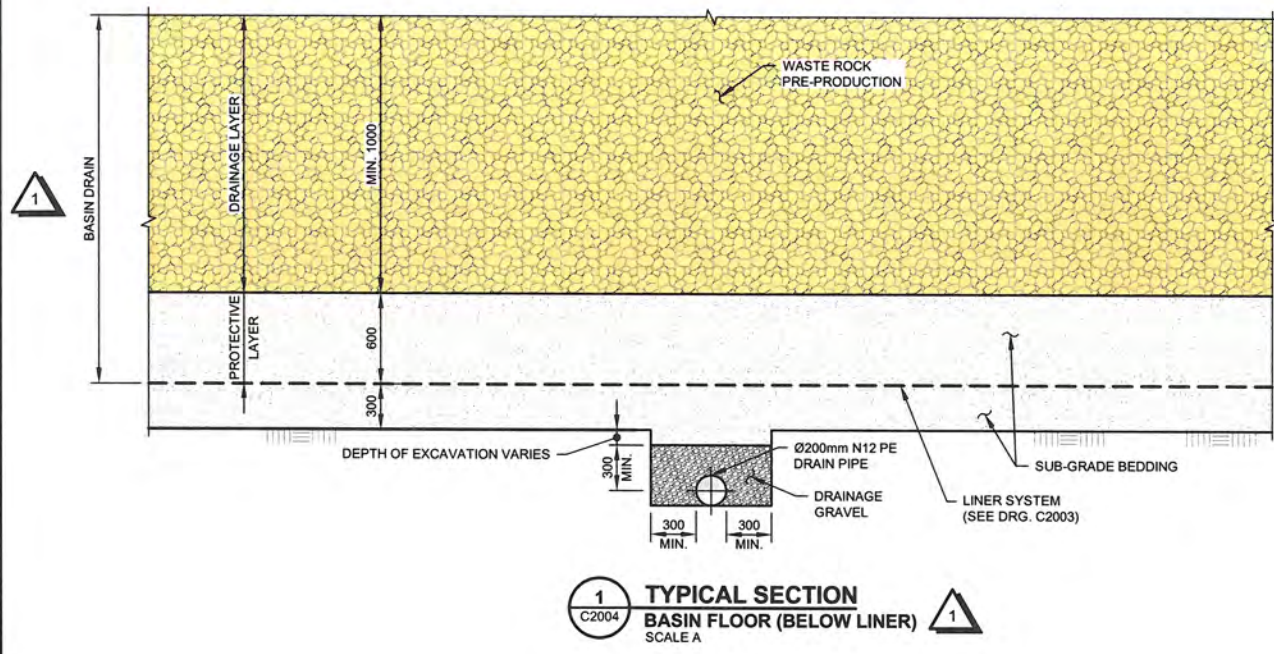 WASTE ROCK
PRE-PRODUCTION
BASIN DRAIN
DRAINAGE LAYER
MIN. 1000
1
PROTECTIVE
LAYER
600
300
DEPTH OF EXCAVATION VARIES
300
MIN.
Ø200mm N12 PE
DRAIN PIPE
DRAINAGE
GRAVEL
SUB-GRADE BEDDING
LINER SYSTEM
(SEE DRG. C2003)
300
MIN.
300
MIN.
1
C2004
TYPICAL SECTION
BASIN FLOOR (BELOW LINER)
SCALE A
1